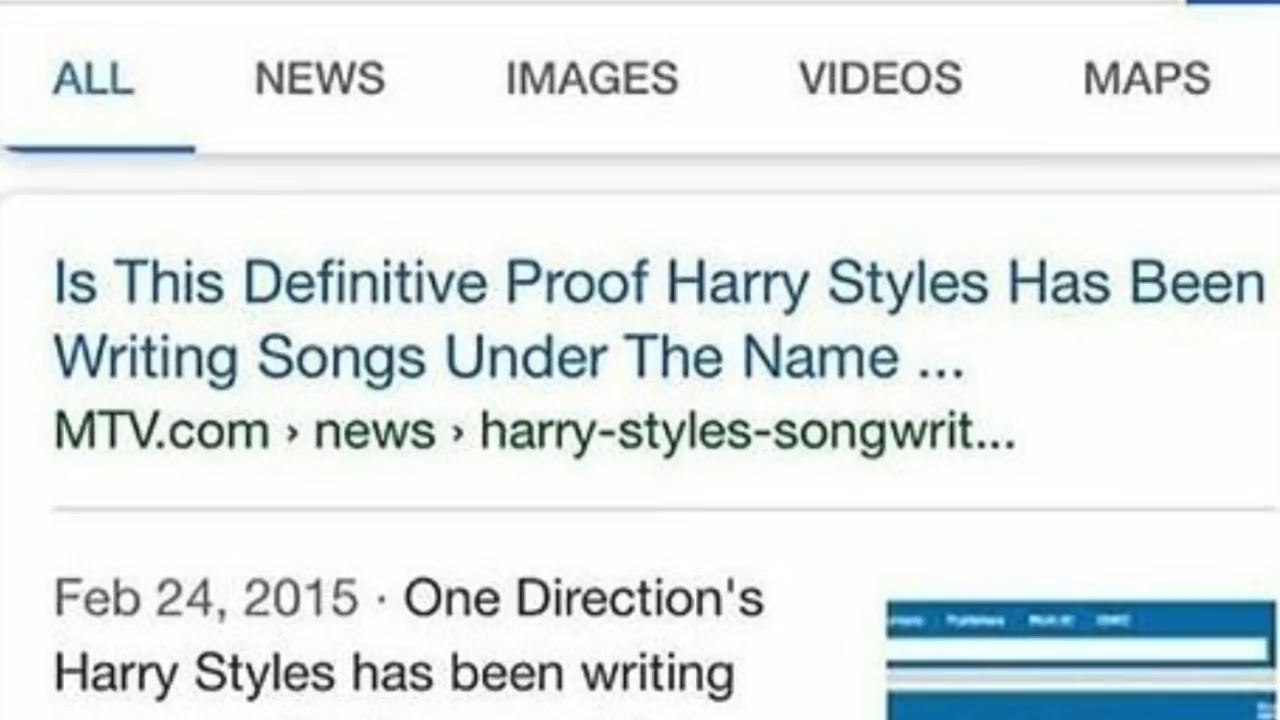 ALL NEWS IMAGES VIDEOS MAPS
Is This Definitive Proof Harry Styles Has Been
Writing Songs Under The Name ...
MTV.com › news › harry-styles-songwrit...
Feb 24, 2015 · One Direction's
Harry Styles has been writing